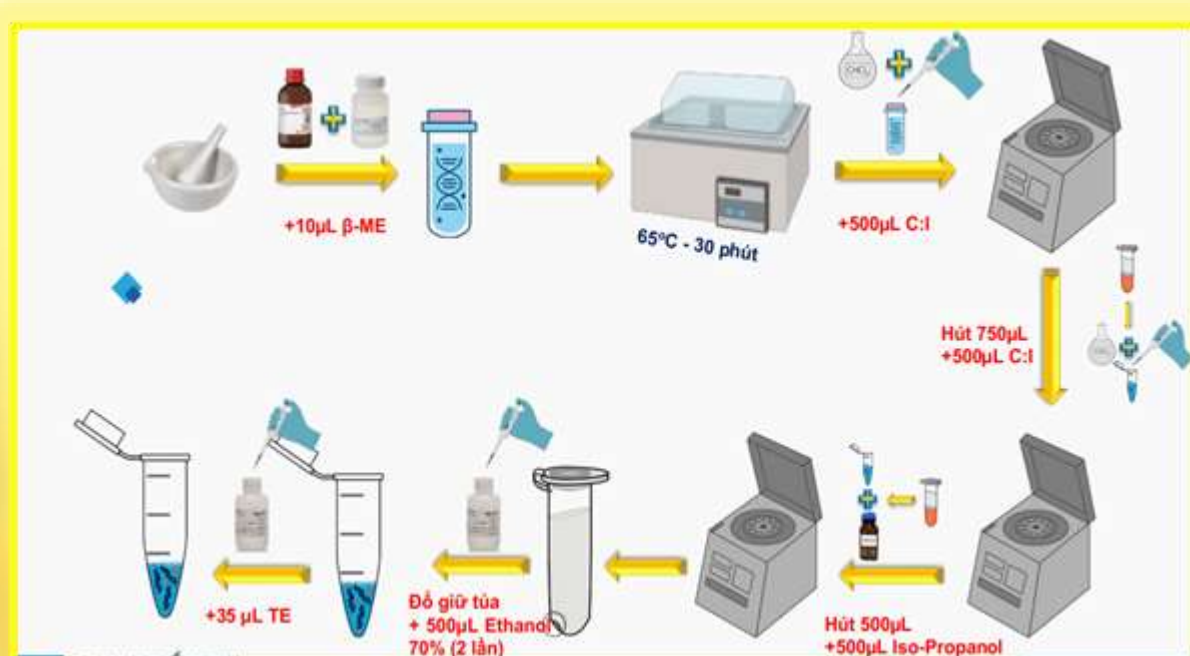 +10µL β-ME
65°C - 30 phút
+500µL C:I
Hút 750µL
+500µL C:I
Hút 500µL
+500µL Iso-Propanol
Đổ giữ tủa
+ 500µL Ethanol
70% (2 lần)
+35 µL TE